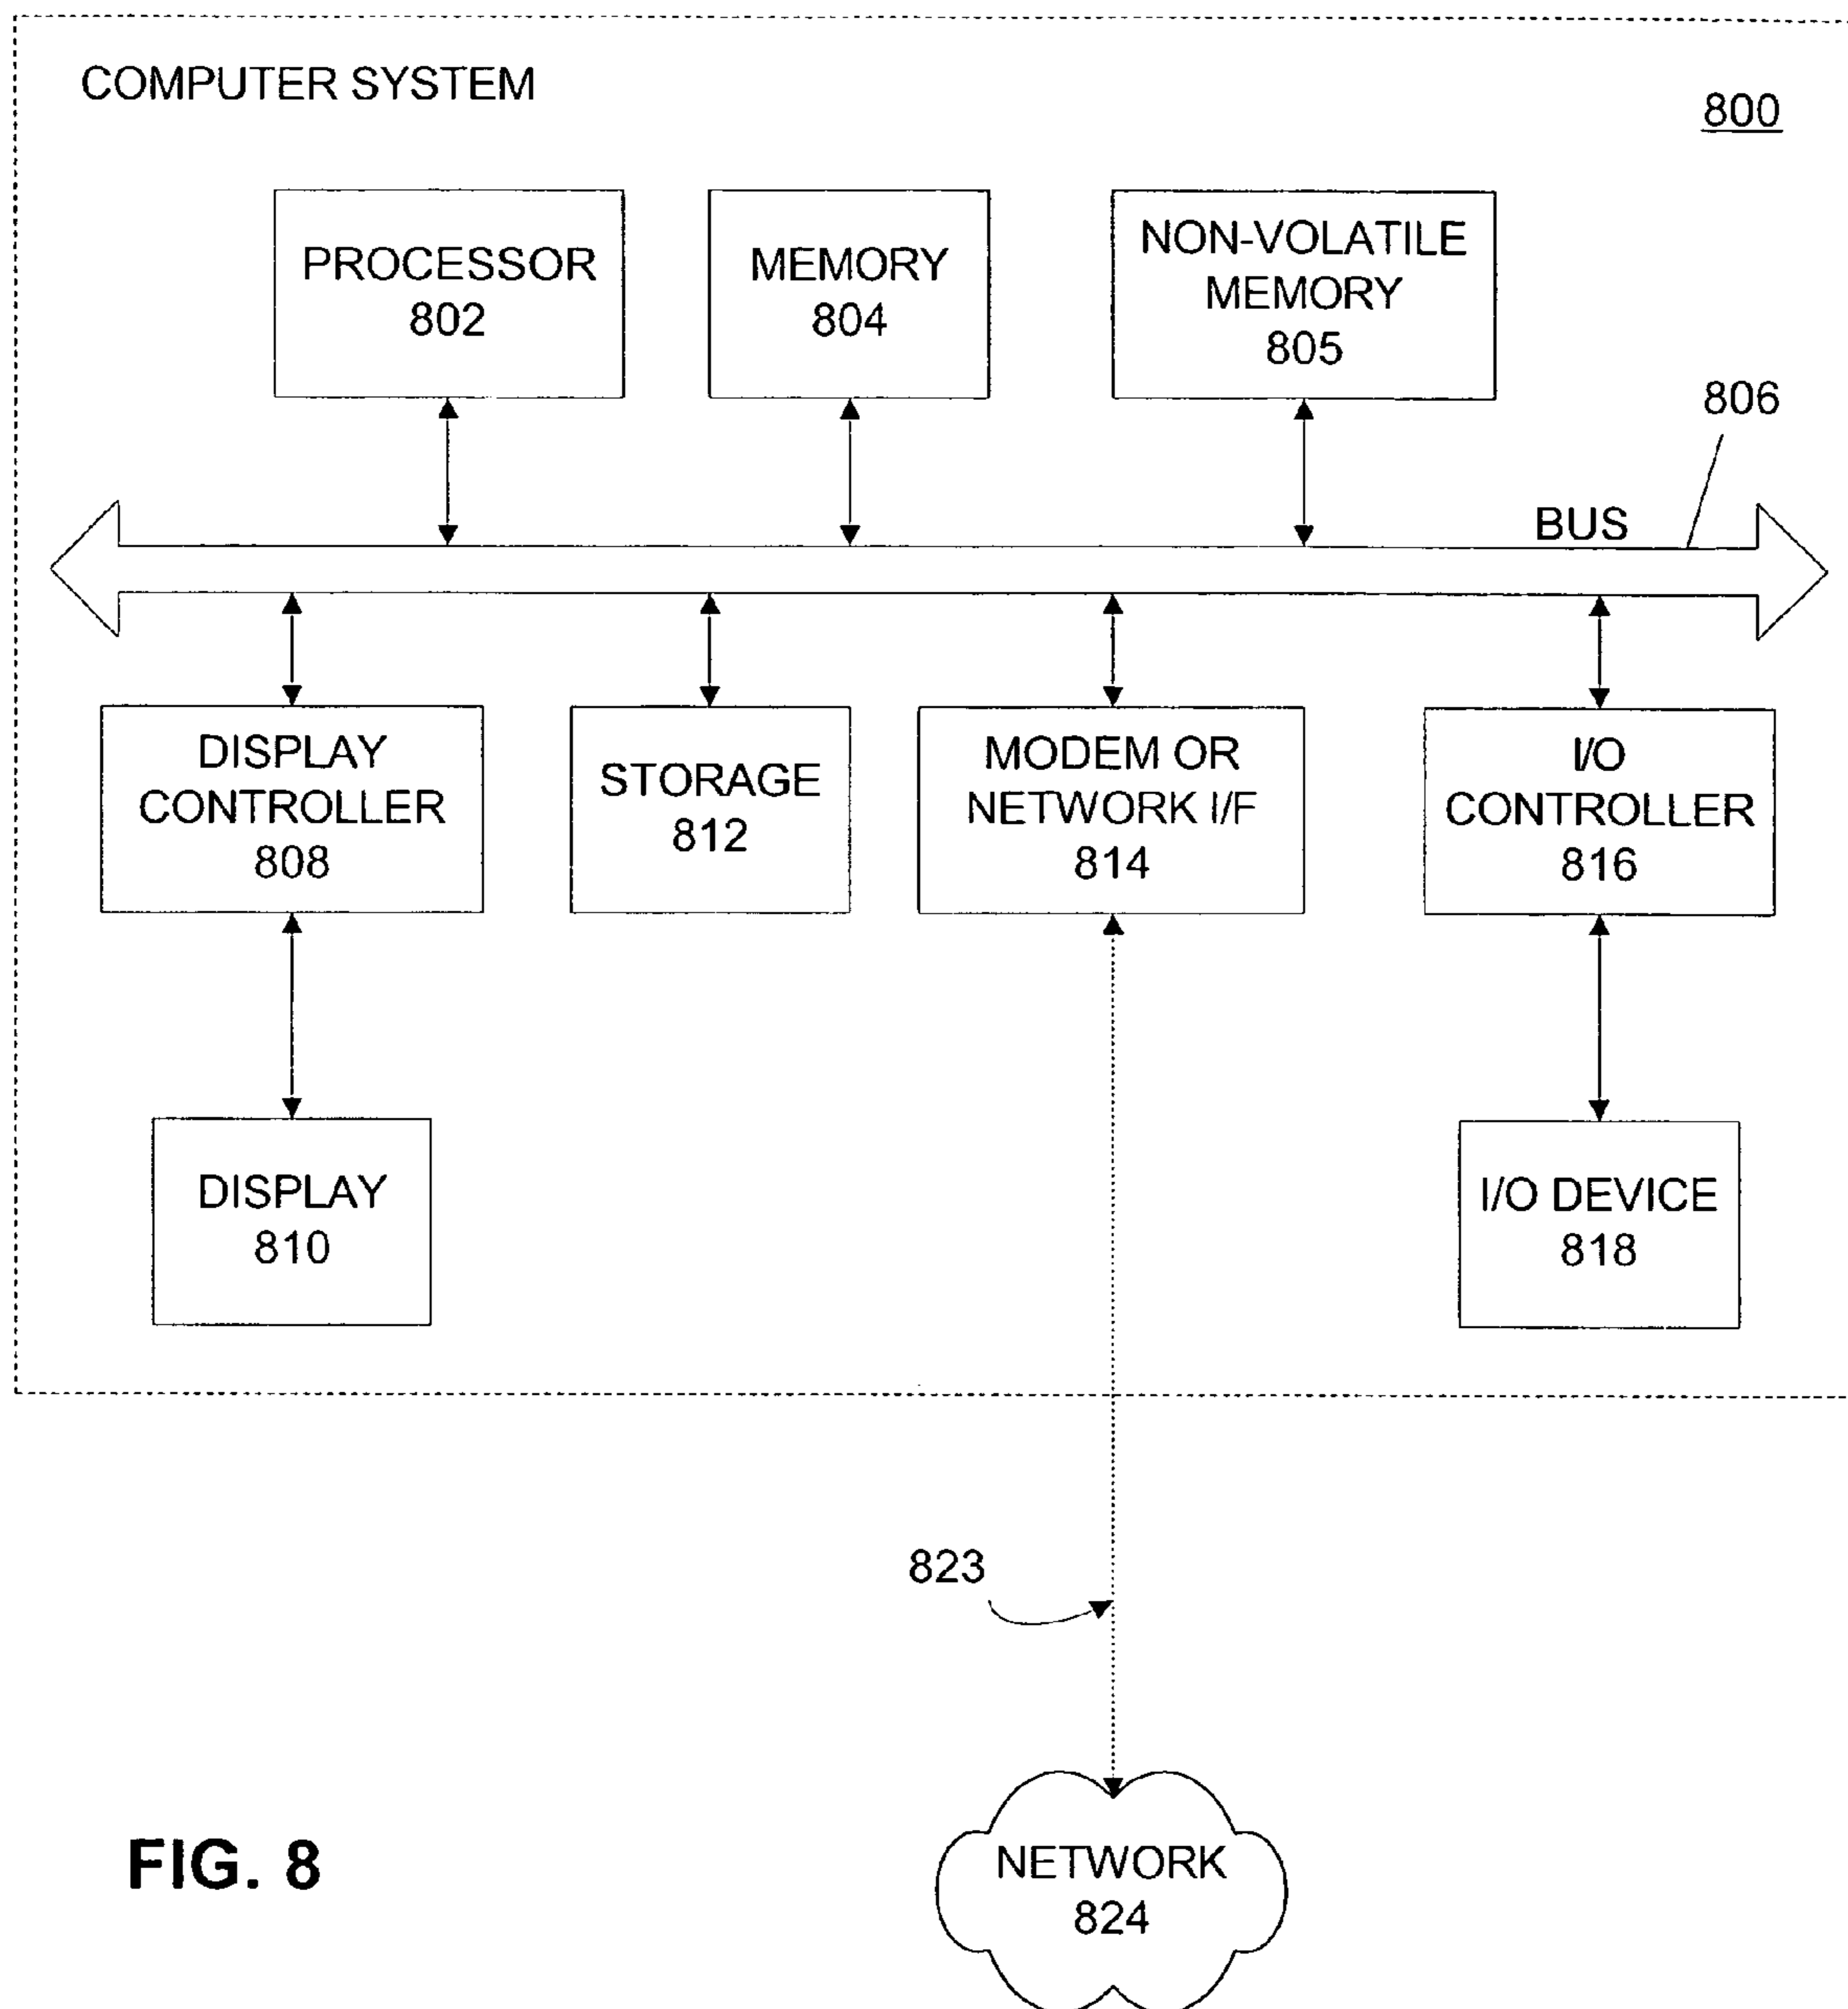 COMPUTER SYSTEM
800
PROCESSOR
802
MEMORY
804
NON-VOLATILE
MEMORY
805
806
BUS
DISPLAY
CONTROLLER
808
STORAGE
812
MODEM OR
NETWORK I/F
814
I/O
CONTROLLER
816
DISPLAY
810
I/O DEVICE
818
823
NETWORK
824
FIG. 8